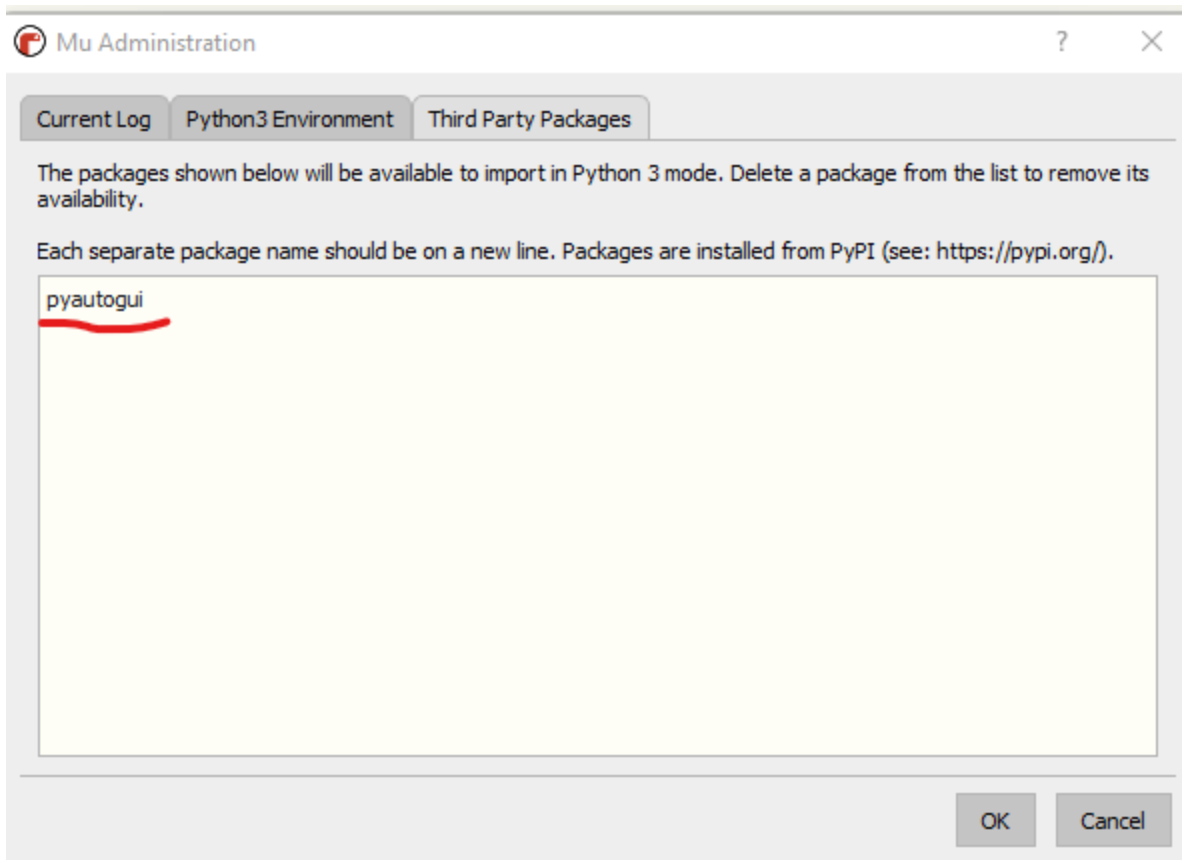 Mu Administration
?
Current Log
Python3 Environment
Third Party Packages
The packages shown below will be available to import in Python 3 mode. Delete a package from the list to remove its
availability.
Each separate package name should be on a new line. Packages are installed from PyPI (see: https://pypi.org/).
pyautogui
OK
Cancel